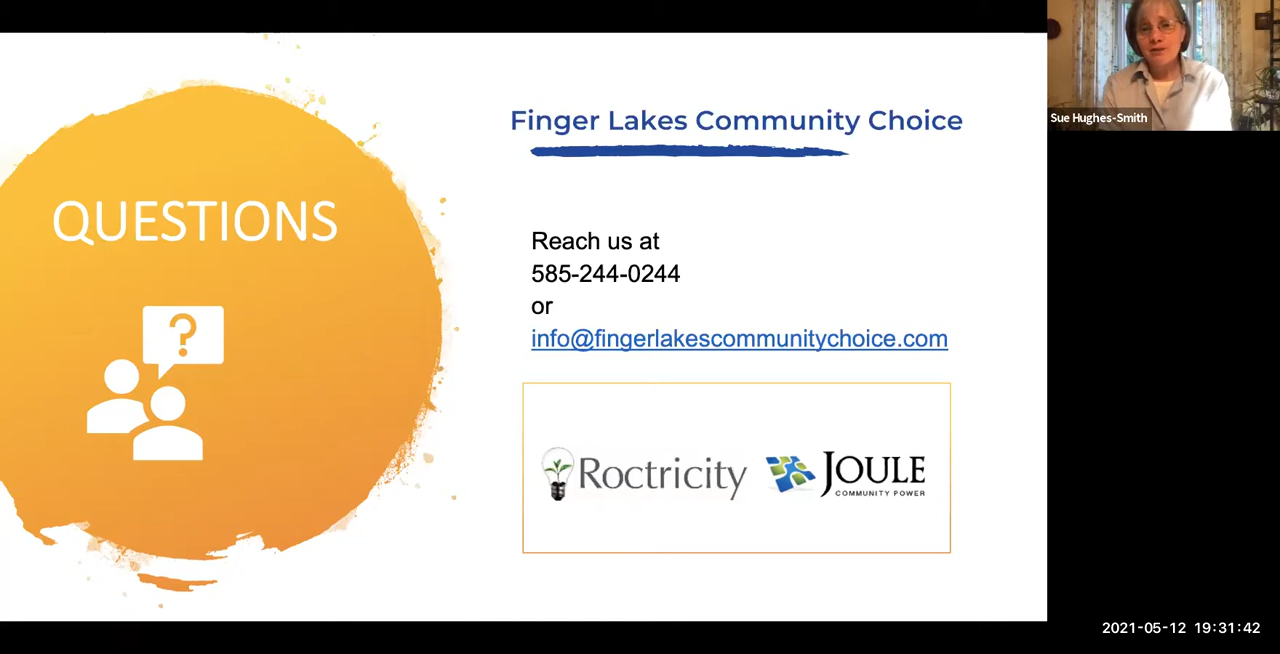 Finger Lakes Community Choice
QUESTIONS
?
Reach us at
585-244-0244
or
info@fingerlakescommunitychoice.com
Roctricity
JOULE
COMMUNITY POWER
Sue Hughes-Smith
2021-05-12 19:31:42